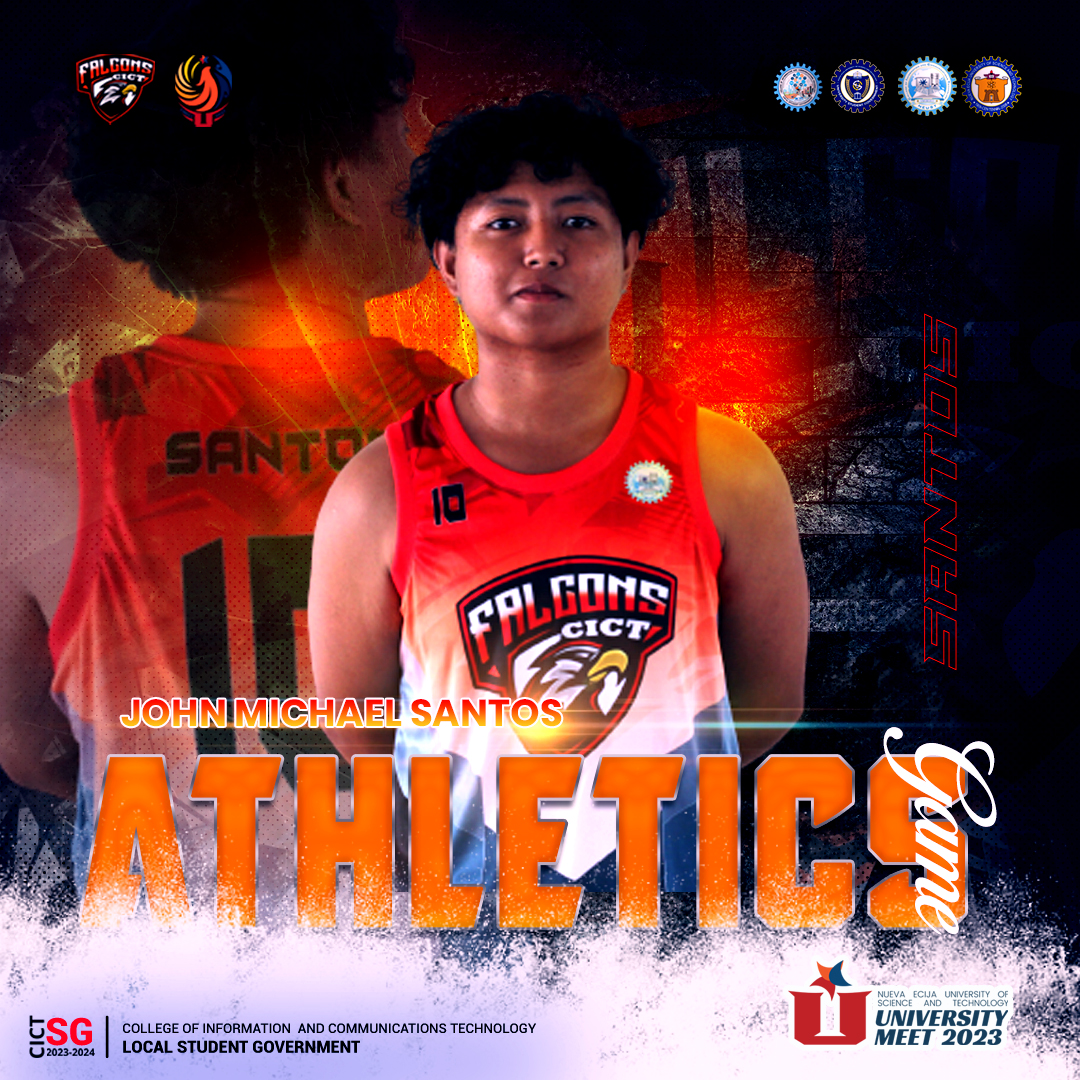 FALCONS
CICT
SANTOS
SANTO
10
10
FALCONS
CICT
JOHN MICHAEL SANTOS
ATHLETICS
Game
CICT
SG
2023-2024
COLLEGE OF INFORMATION AND COMMUNICATIONS TECHNOLOGY
LOCAL STUDENT GOVERNMENT
NUEVA ECIJA UNIVERSITY OF
SCIENCE AND TECHNOLOGY
UNIVERSITY
MEET 2023